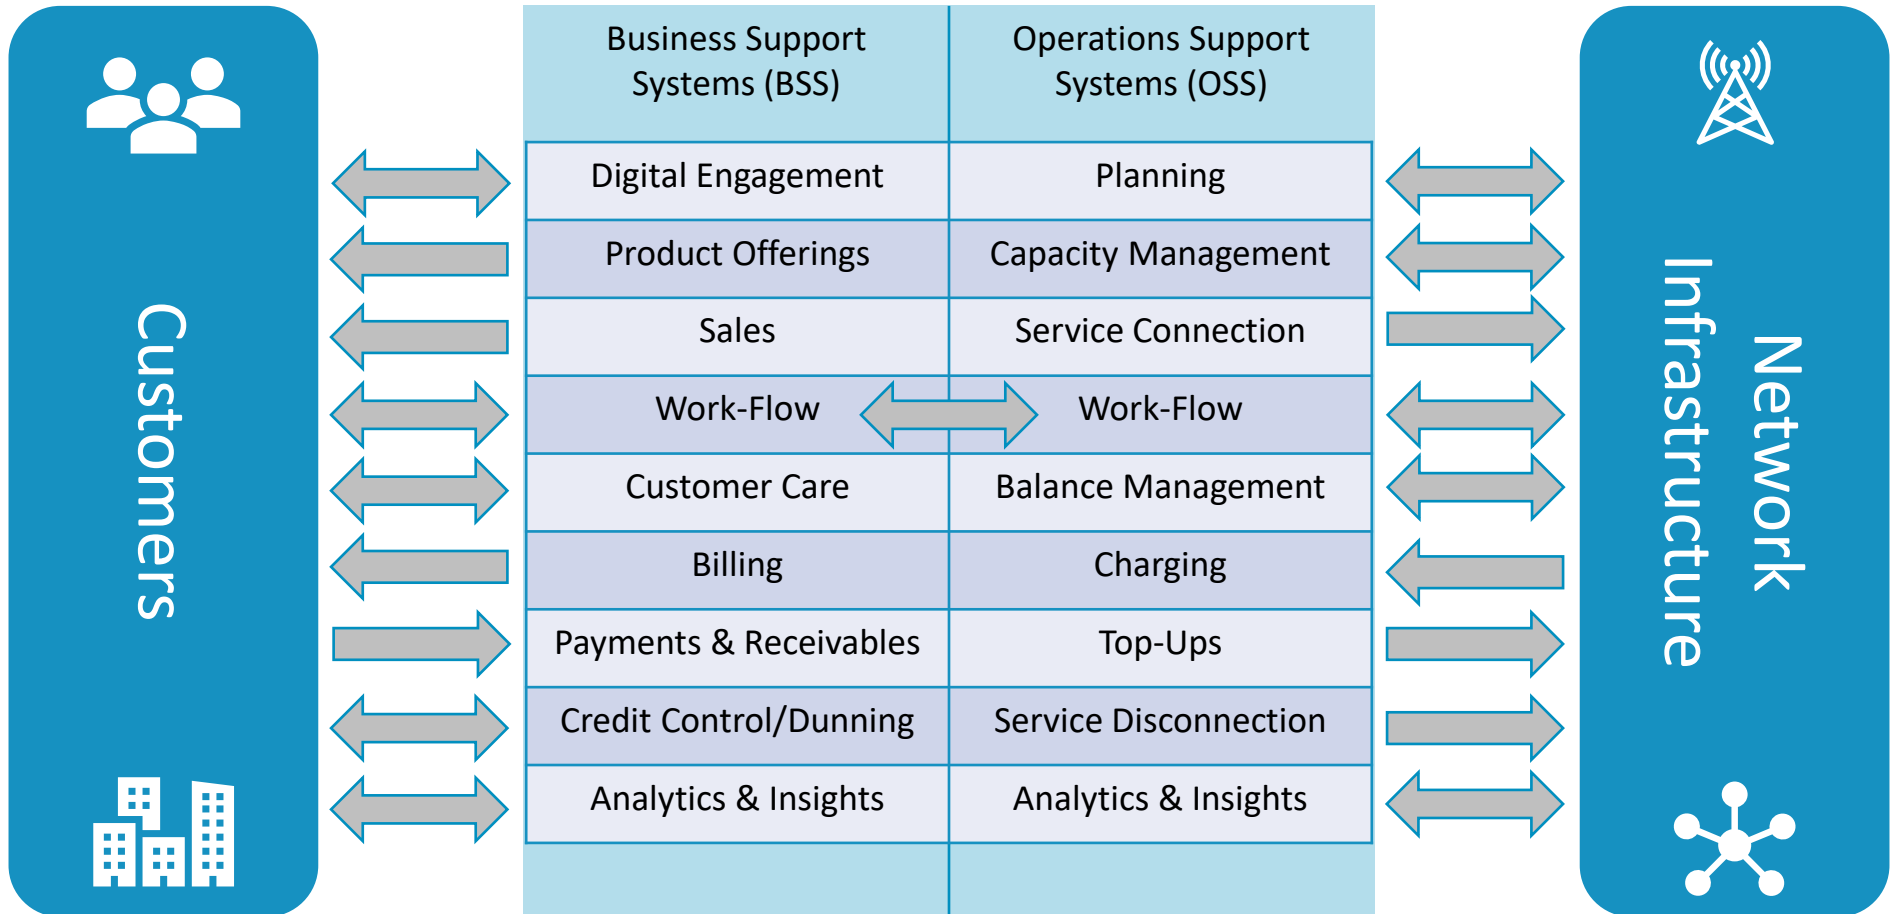 Customers
Business Support
Systems (BSS)
Operations Support
Systems (OSS)
Digital Engagement
Planning
Product Offerings
Capacity Management
Sales
Service Connection
Work-Flow
Work-Flow
Customer Care
Balance Management
Billing
Charging
Payments & Receivables
Top-Ups
Credit Control/Dunning
Service Disconnection
Analytics & Insights
Analytics & Insights
Network
Infrastructure